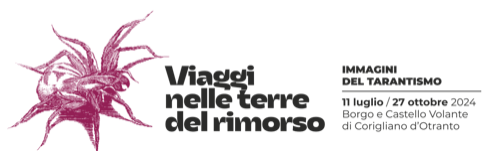 Viaggi
nelle terre
del rimorso
IMMAGINI
DEL TARANTISMO
11 luglio / 27 ottobre 2024
Borgo e Castello Volante
di Corigliano d'Otranto